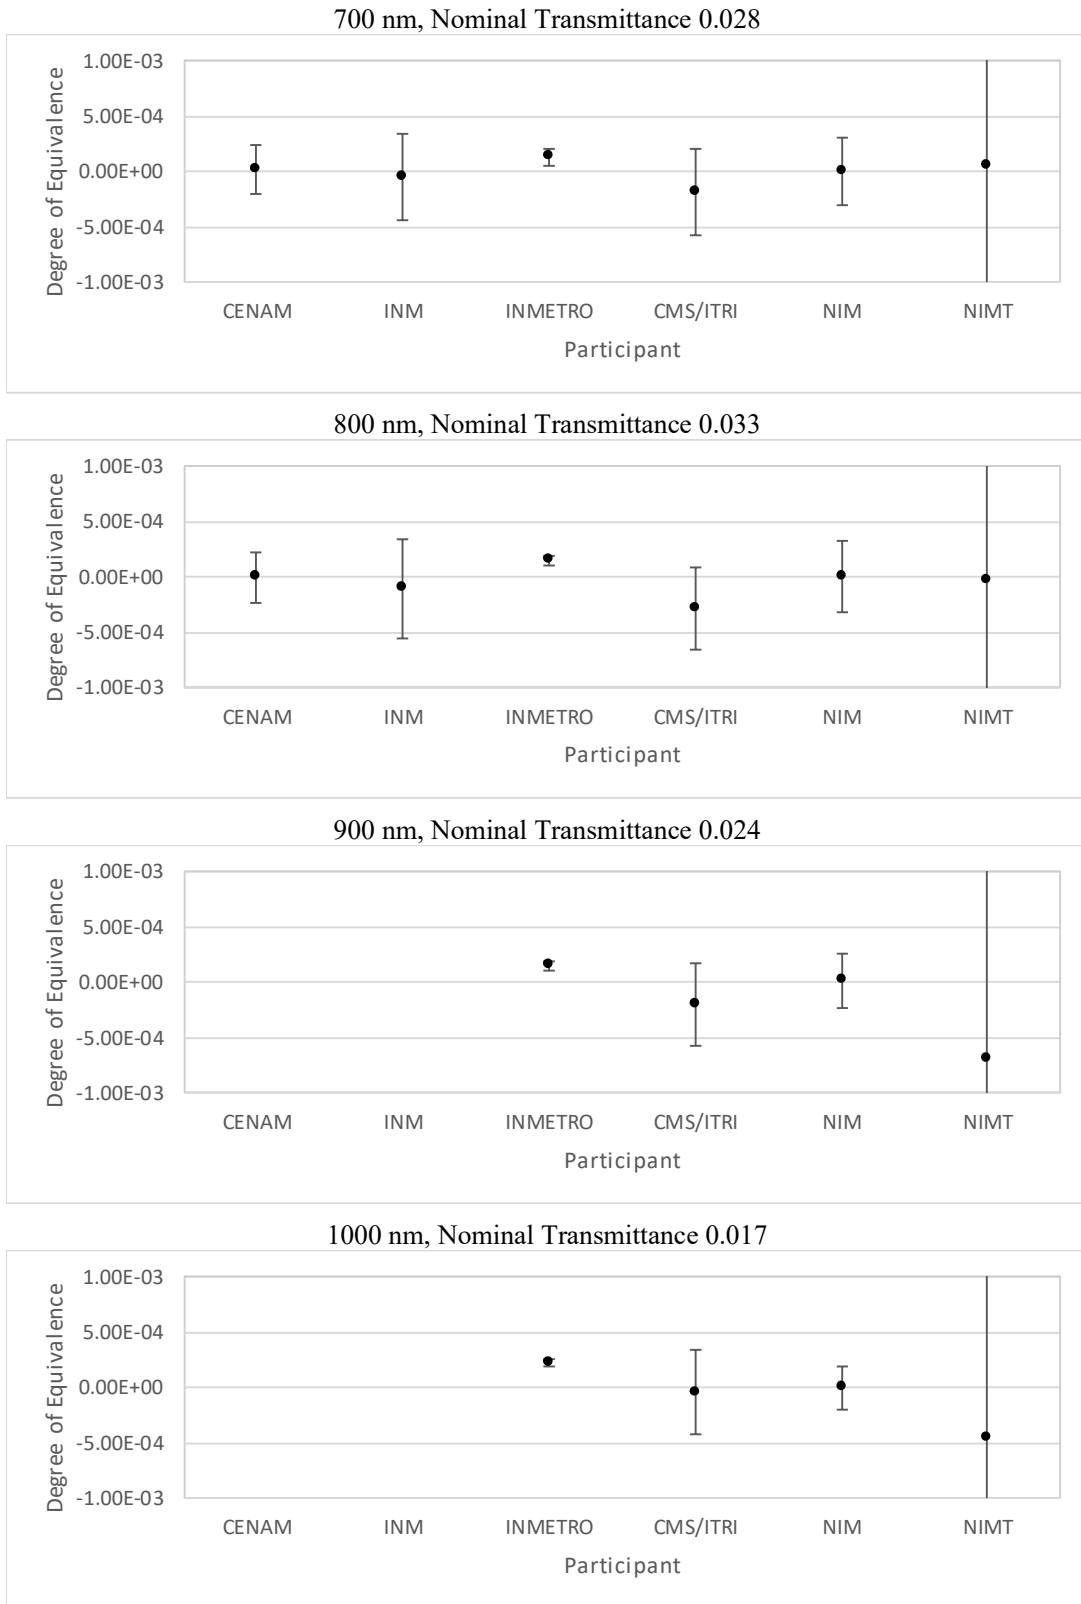 700 nm, Nominal Transmittance 0.028
Degree of Equivalence
1.00E-03
5.00E-04
0.00E+00
-5.00E-04
-1.00E-03
CENAM INM INMETRO CMS/ITRI NIM NIMT
Participant
800 nm, Nominal Transmittance 0.033
Degree of Equivalence
1.00E-03
5.00E-04
0.00E+00
-5.00E-04
-1.00E-03
CENAM INM INMETRO CMS/ITRI NIM NIMT
Participant
900 nm, Nominal Transmittance 0.024
Degree of Equivalence
1.00E-03
5.00E-04
0.00E+00
-5.00E-04
-1.00E-03
CENAM INM INMETRO CMS/ITRI NIM NIMT
Participant
1000 nm, Nominal Transmittance 0.017
Degree of Equivalence
1.00E-03
5.00E-04
0.00E+00
-5.00E-04
-1.00E-03
CENAM INM INMETRO CMS/ITRI NIM NIMT
Participant